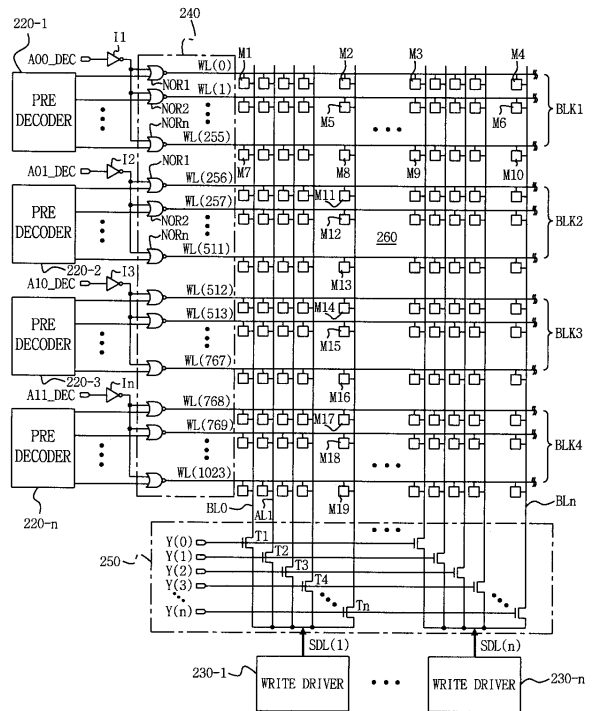 220-1
I1
240
A00_DEC
WL(0)
M1
M2
M3
M4
PRE
DECODER
NOR1
WL(1)
NOR2
M5
M6
BLK1
NORn
WL(255)
A01_DEC
I2
NOR1
WL(256)
M7
M8
M9
M10
PRE
DECODER
NOR2
WL(257)
M11
M12
260
BLK2
NORn
WL(511)
220-2
M13
A10_DEC
I3
WL(512)
PRE
DECODER
WL(513)
M14
M15
BLK3
WL(767)
220-3
M16
A11_DEC
In
WL(768)
PRE
DECODER
WL(769)
M17
M18
BLK4
WL(1023)
220-n
BL0
AL1
M19
BLn
250
Y(0)
T1
Y(1)
T2
Y(2)
T3
Y(3)
T4
Y(n)
Tn
SDL(1)
SDL(n)
230-1
WRITE DRIVER
WRITE DRIVER
230-n